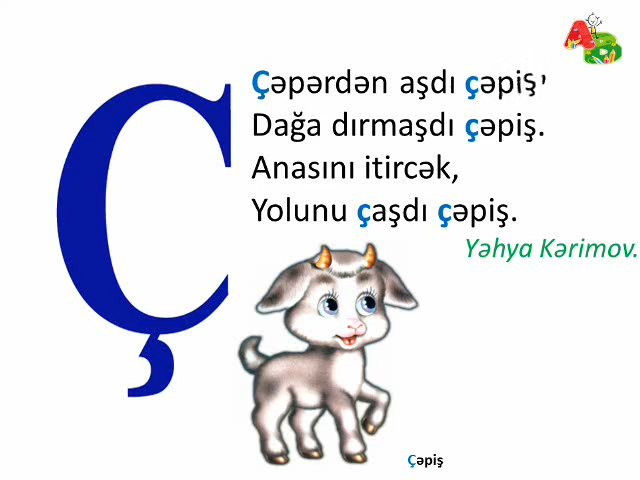 Ç
Çəpərdən aşdı çəpiş,
Dağa dırmaşdı çəpiş.
Anasını itircək,
Yolunu çaşdı çəpiş.
Yəhya Kərimov.
Çəpiş